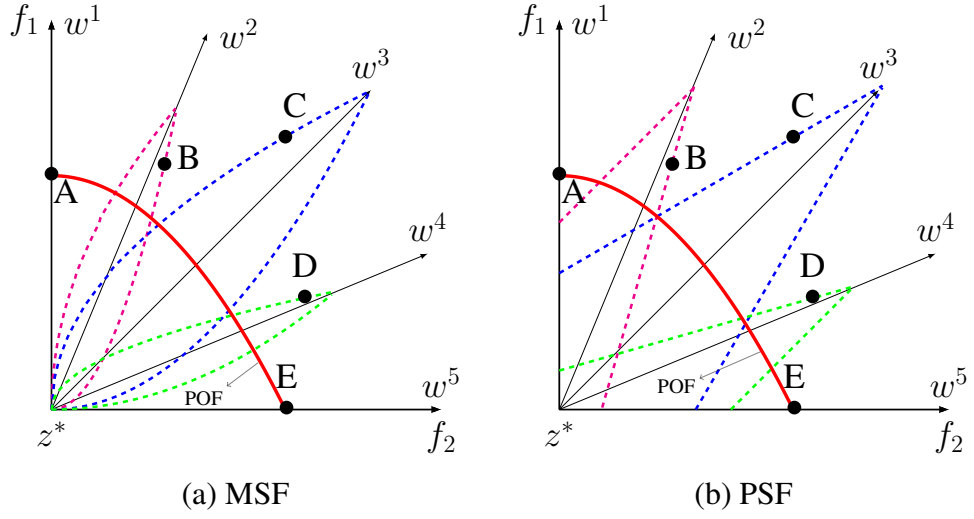 f₁ w¹ w² w³
C
B
A
D
w⁴
POF
E
w⁵
z* f₂
(a) MSF
f₁ w¹ w² w³
C
B
A
D
w⁴
POF
E
w⁵
z* f₂
(b) PSF